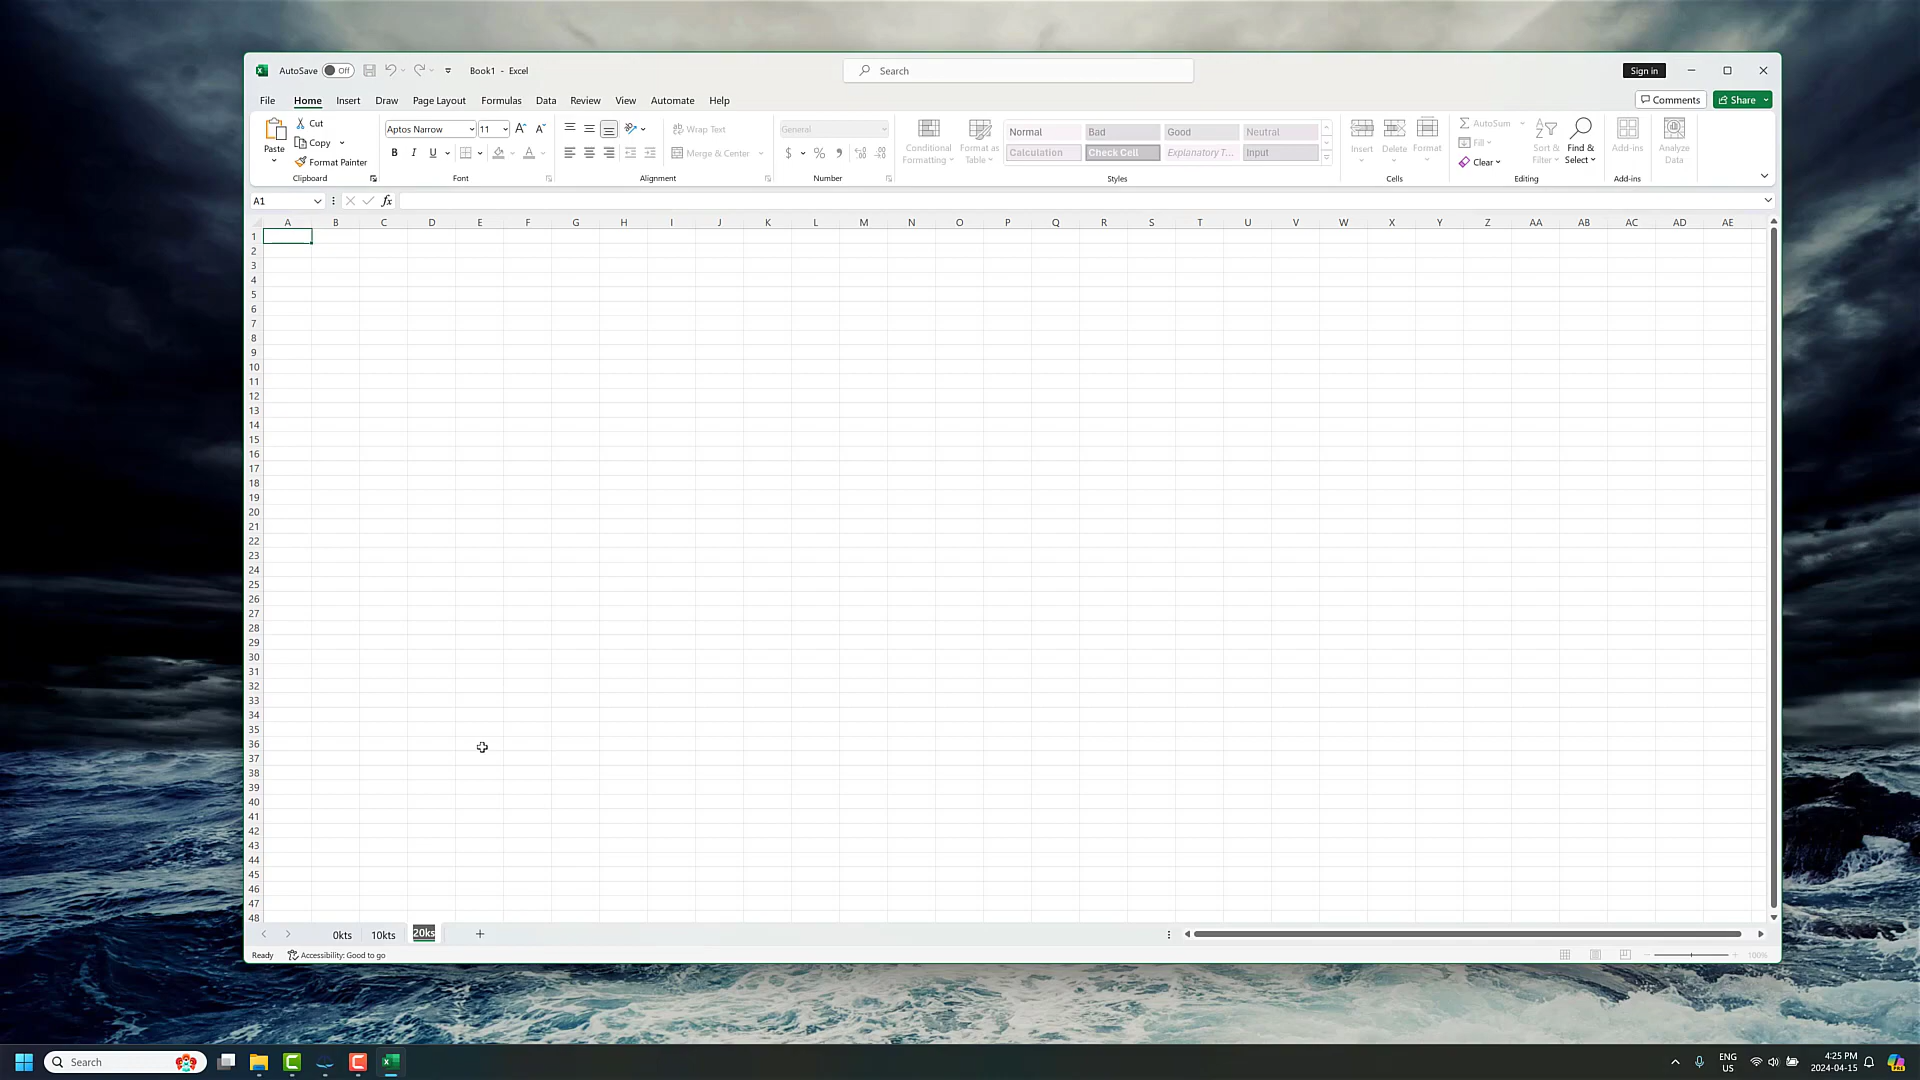 AutoSave Off Book1 - Excel Search Sign in
File Home Insert Draw Page Layout Formulas Data Review View Automate Help Comments Share
Paste
Cut
Copy
Format Painter
Clipboard
Aptos Narrow 11
B I U
Font
Wrap Text
Merge & Center
Alignment
General
$ % ,
Number
Conditional
Formatting
Format as
Table
Normal Bad Good Neutral
Calculation Check Cell Explanatory T... Input
Styles
Insert Delete Format
Cells
AutoSum
Fill
Clear
Sort &
Filter
Find &
Select
Editing
Add-ins
Add-ins
Analyze
Data
A1 fx
A B C D E F G H I J K L M N O P Q R S T U V W X Y Z AA AB AC AD AE
1
2
3
4
5
6
7
8
9
10
11
12
13
14
15
16
17
18
19
20
21
22
23
24
25
26
27
28
29
30
31
32
33
34
35
36
37
38
39
40
41
42
43
44
45
46
47
48
0kts 10kts 20ks
Ready Accessibility: Good to go 100%
Search
ENG
US
4:25 PM
2024-04-15